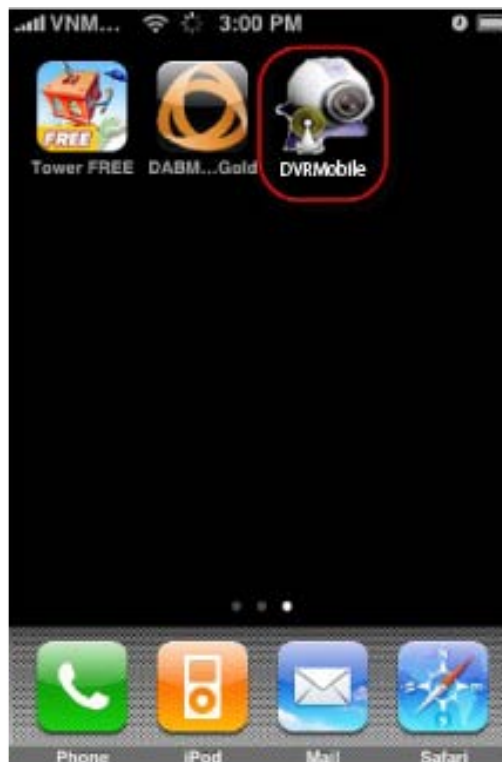 VNM... 3:00 PM
FREE
Tower FREE DABM...Gold DVRMobile
Phone iPod Mail Safari